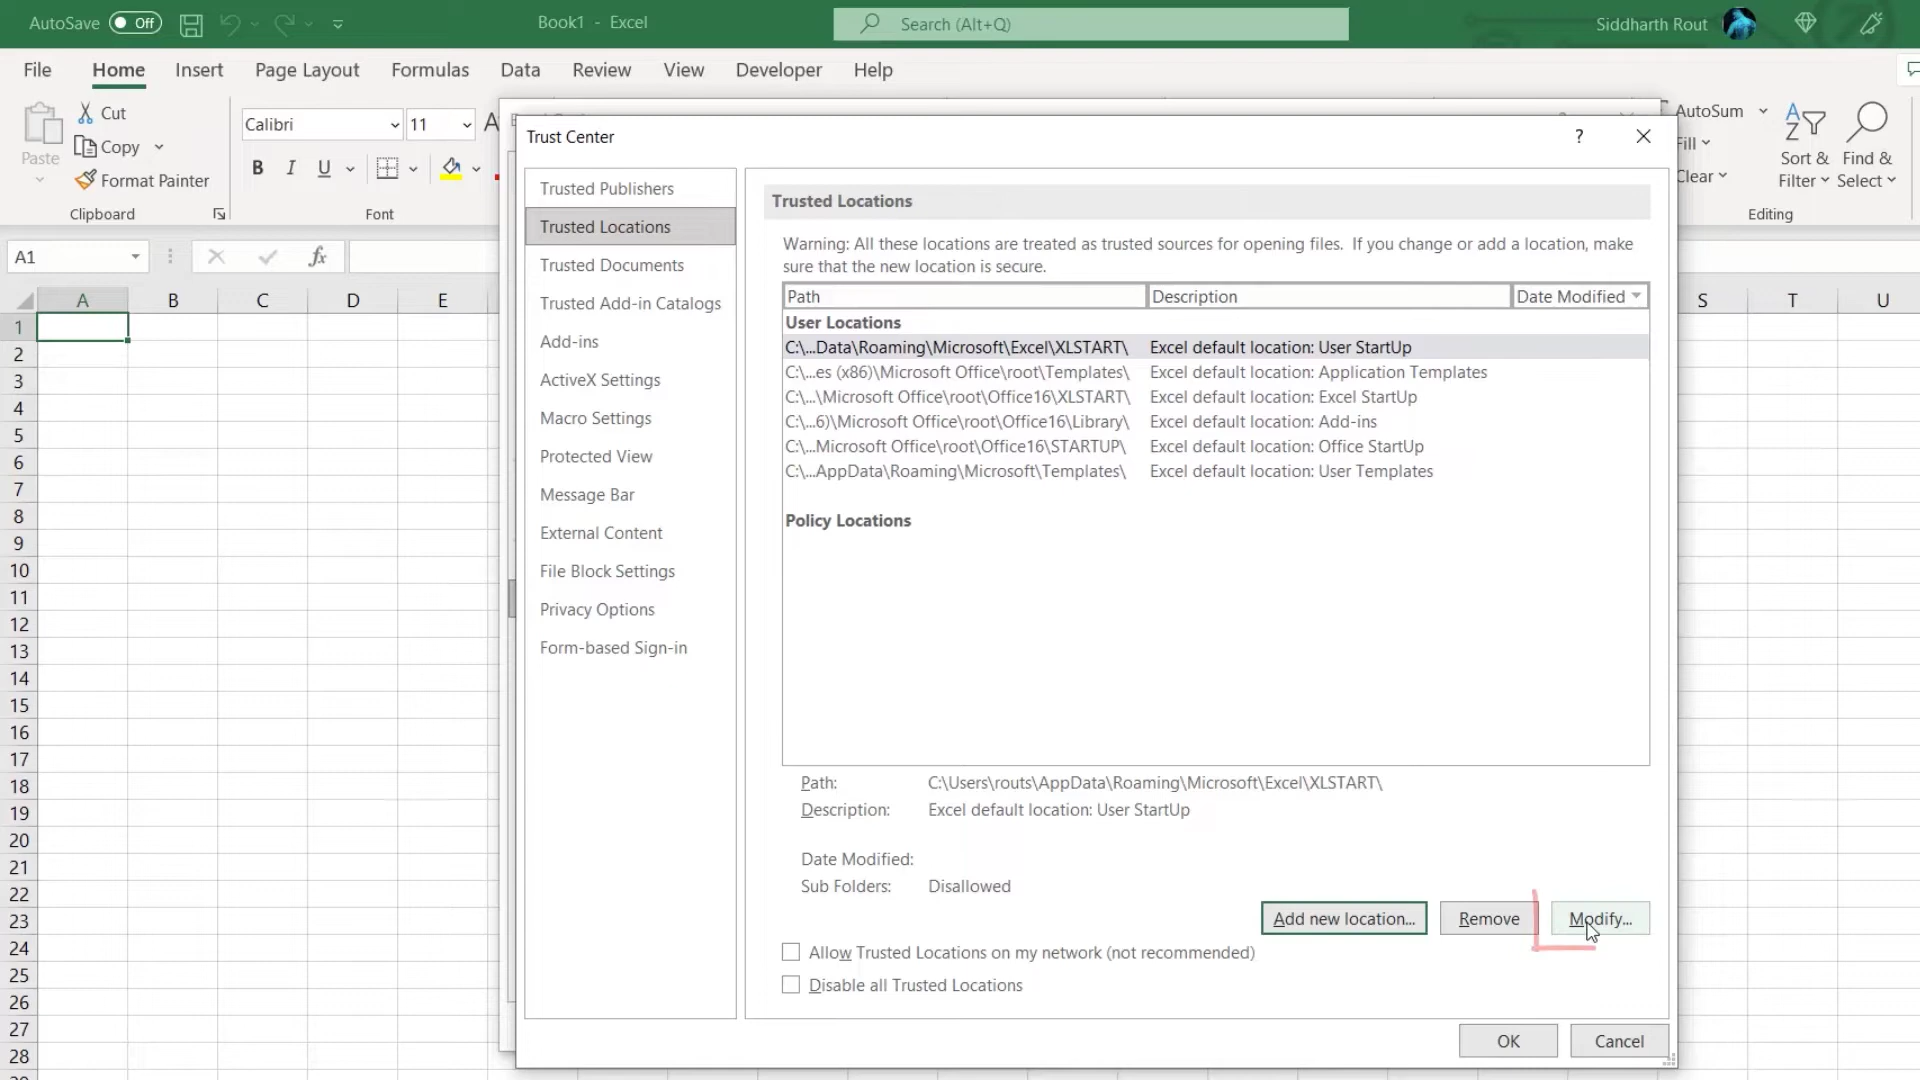 AutoSave Off
Book1 - Excel
Search (Alt+Q)
Siddharth Rout
File Home Insert Page Layout Formulas Data Review View Developer Help
Paste
Cut
Copy
Format Painter
Clipboard
Calibri 11
B I U
Font
AutoSum
Fill
Clear
Sort & Filter
Find & Select
Editing
A1
fx
A B C D E S T U
1
2
3
4
5
6
7
8
9
10
11
12
13
14
15
16
17
18
19
20
21
22
23
24
25
26
27
28
Trust Center
?
Trusted Publishers
Trusted Locations
Trusted Documents
Trusted Add-in Catalogs
Add-ins
ActiveX Settings
Macro Settings
Protected View
Message Bar
External Content
File Block Settings
Privacy Options
Form-based Sign-in
Trusted Locations
Warning: All these locations are treated as trusted sources for opening files. If you change or add a location, make
sure that the new location is secure.
Path Description Date Modified
User Locations
C:\...Data\Roaming\Microsoft\Excel\XLSTART\ Excel default location: User StartUp
C:\...es (x86)\Microsoft Office\root\Templates\ Excel default location: Application Templates
C:\...\Microsoft Office\root\Office16\XLSTART\ Excel default location: Excel StartUp
C:\...6)\Microsoft Office\root\Office16\Library\ Excel default location: Add-ins
C:\...Microsoft Office\root\Office16\STARTUP\ Excel default location: Office StartUp
C:\...AppData\Roaming\Microsoft\Templates\ Excel default location: User Templates
Policy Locations
Path: C:\Users\routs\AppData\Roaming\Microsoft\Excel\XLSTART\
Description: Excel default location: User StartUp
Date Modified:
Sub Folders: Disallowed
Add new location... Remove Modify...
Allow Trusted Locations on my network (not recommended)
Disable all Trusted Locations
OK Cancel